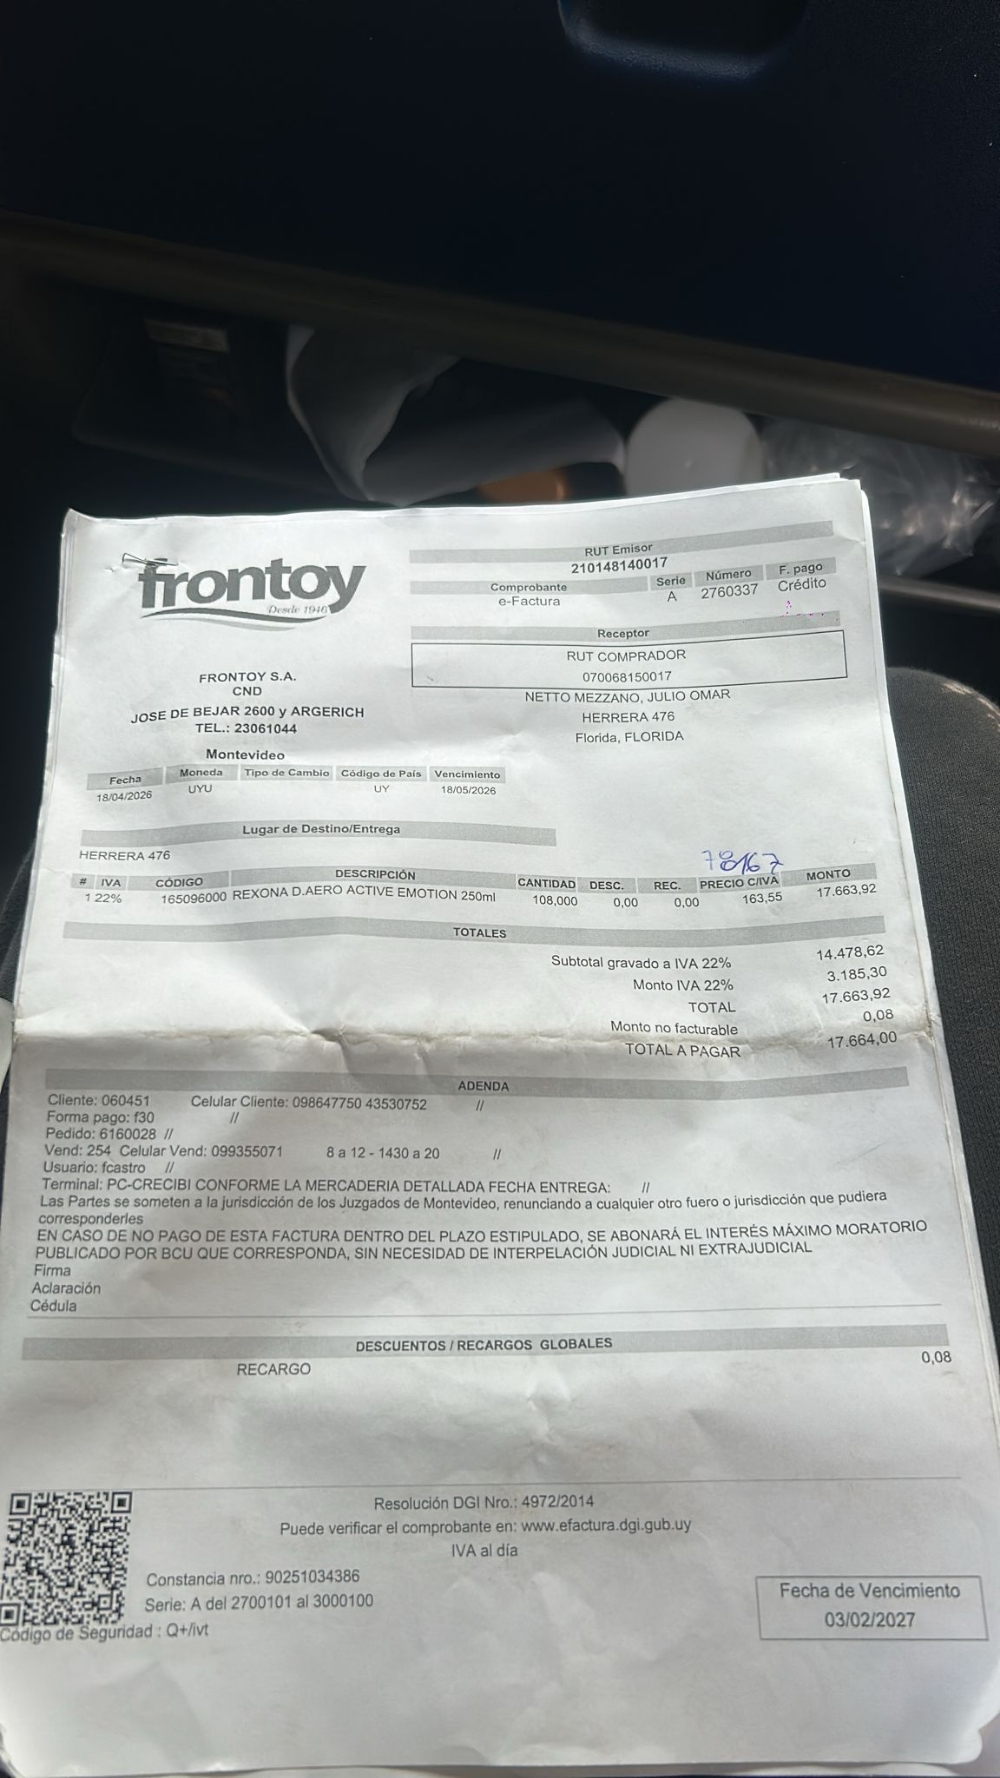 frontoy
Desde 1946
RUT Emisor
210148140017
Comprobante Serie Número F. pago
e-Factura A 2760337 Crédito
Receptor
RUT COMPRADOR
070068150017
NETTO MEZZANO, JULIO OMAR
HERRERA 476
Florida, FLORIDA
FRONTOY S.A.
CND
JOSE DE BEJAR 2600 y ARGERICH
TEL.: 23061044
Montevideo
Fecha Moneda Tipo de Cambio Código de País Vencimiento
18/04/2026 UYU UY 18/05/2026
Lugar de Destino/Entrega
HERRERA 476
# IVA CÓDIGO DESCRIPCIÓN CANTIDAD DESC. REC. PRECIO C/IVA MONTO
1 22% 165096000 REXONA D.AERO ACTIVE EMOTION 250ml 108,000 0,00 0,00 163,55 17.663,92
TOTALES
Subtotal gravado a IVA 22% 14.478,62
Monto IVA 22% 3.185,30
TOTAL 17.663,92
Monto no facturable 0,08
TOTAL A PAGAR 17.664,00
ADENDA
Cliente: 060451 Celular Cliente: 098647750 43530752 //
Forma pago: f30 //
Pedido: 6160028 //
Vend: 254 Celular Vend: 099355071 8 a 12 - 1430 a 20 //
Usuario: fcastro //
Terminal: PC-CRECIBI CONFORME LA MERCADERIA DETALLADA FECHA ENTREGA: //
Las Partes se someten a la jurisdicción de los Juzgados de Montevideo, renunciando a cualquier otro fuero o jurisdicción que pudiera
corresponderles
EN CASO DE NO PAGO DE ESTA FACTURA DENTRO DEL PLAZO ESTIPULADO, SE ABONARÁ EL INTERÉS MÁXIMO MORATORIO
PUBLICADO POR BCU QUE CORRESPONDA, SIN NECESIDAD DE INTERPELACIÓN JUDICIAL NI EXTRAJUDICIAL
Firma
Aclaración
Cédula
DESCUENTOS / RECARGOS GLOBALES
RECARGO 0,08
Resolución DGI Nro.: 4972/2014
Puede verificar el comprobante en: www.efactura.dgi.gub.uy
IVA al día
Constancia nro.: 90251034386
Serie: A del 2700101 al 3000100
Código de Seguridad : Q+/ivt
Fecha de Vencimiento
03/02/2027